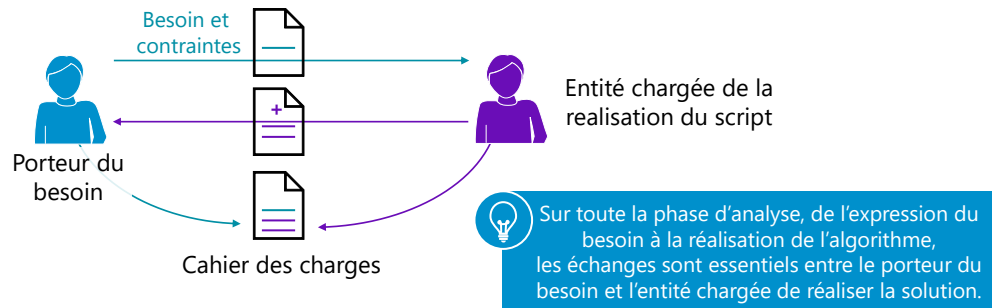 Besoin et
contraintes
Entité chargée de la
realisation du script
+
Porteur du
besoin
Cahier des charges
Sur toute la phase d’analyse, de l’expression du
besoin à la réalisation de l’algorithme,
les échanges sont essentiels entre le porteur du
besoin et l’entité chargée de réaliser la solution.